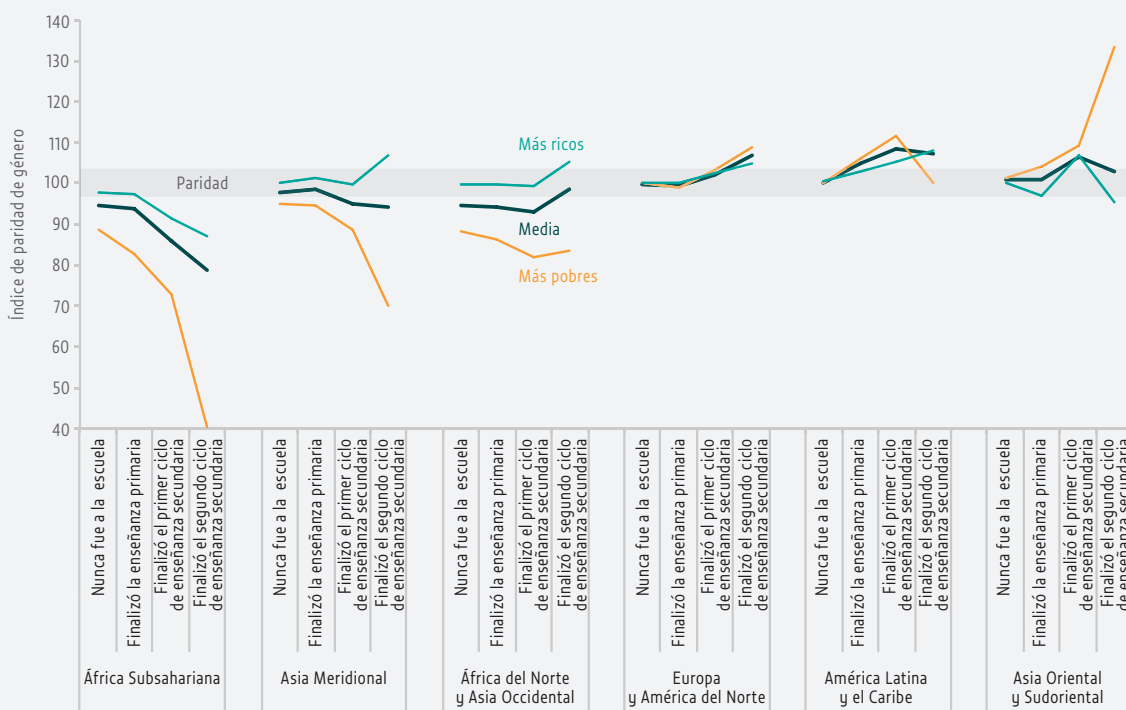 140
130
120
110
100
90
80
70
60
50
40
Índice de paridad de género
Paridad
Más ricos
Media
Más pobres
Nunca fue a la escuela
Finalizó la enseñanza primaria
Finalizó el primer ciclo
de enseñanza secundaria
Finalizó el segundo ciclo
de enseñanza secundaria
Nunca fue a la escuela
Finalizó la enseñanza primaria
Finalizó el primer ciclo
de enseñanza secundaria
Finalizó el segundo ciclo
de enseñanza secundaria
Nunca fue a la escuela
Finalizó la enseñanza primaria
Finalizó el primer ciclo
de enseñanza secundaria
Finalizó el segundo ciclo
de enseñanza secundaria
Nunca fue a la escuela
Finalizó la enseñanza primaria
Finalizó el primer ciclo
de enseñanza secundaria
Finalizó el segundo ciclo
de enseñanza secundaria
Nunca fue a la escuela
Finalizó la enseñanza primaria
Finalizó el primer ciclo
de enseñanza secundaria
Finalizó el segundo ciclo
de enseñanza secundaria
Nunca fue a la escuela
Finalizó la enseñanza primaria
Finalizó el primer ciclo
de enseñanza secundaria
Finalizó el segundo ciclo
de enseñanza secundaria
África Subsahariana
Asia Meridional
África del Norte
y Asia Occidental
Europa
y América del Norte
América Latina
y el Caribe
Asia Oriental
y Sudoriental